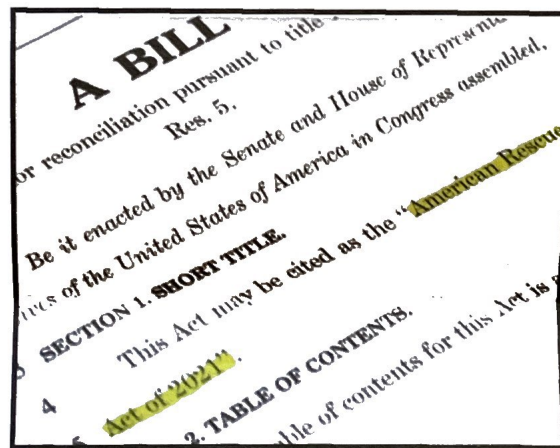 A BILL
or reconciliation pursuant to title
Res. 5.
Be it enacted by the Senate and House of
of the United States of America in Congress assembled,
SECTION 1. SHORT TITLE.
4 This Act may be cited as the “American Rescue
5 Act of 2021”.
2. TABLE OF CONTENTS.
of contents for this Act is